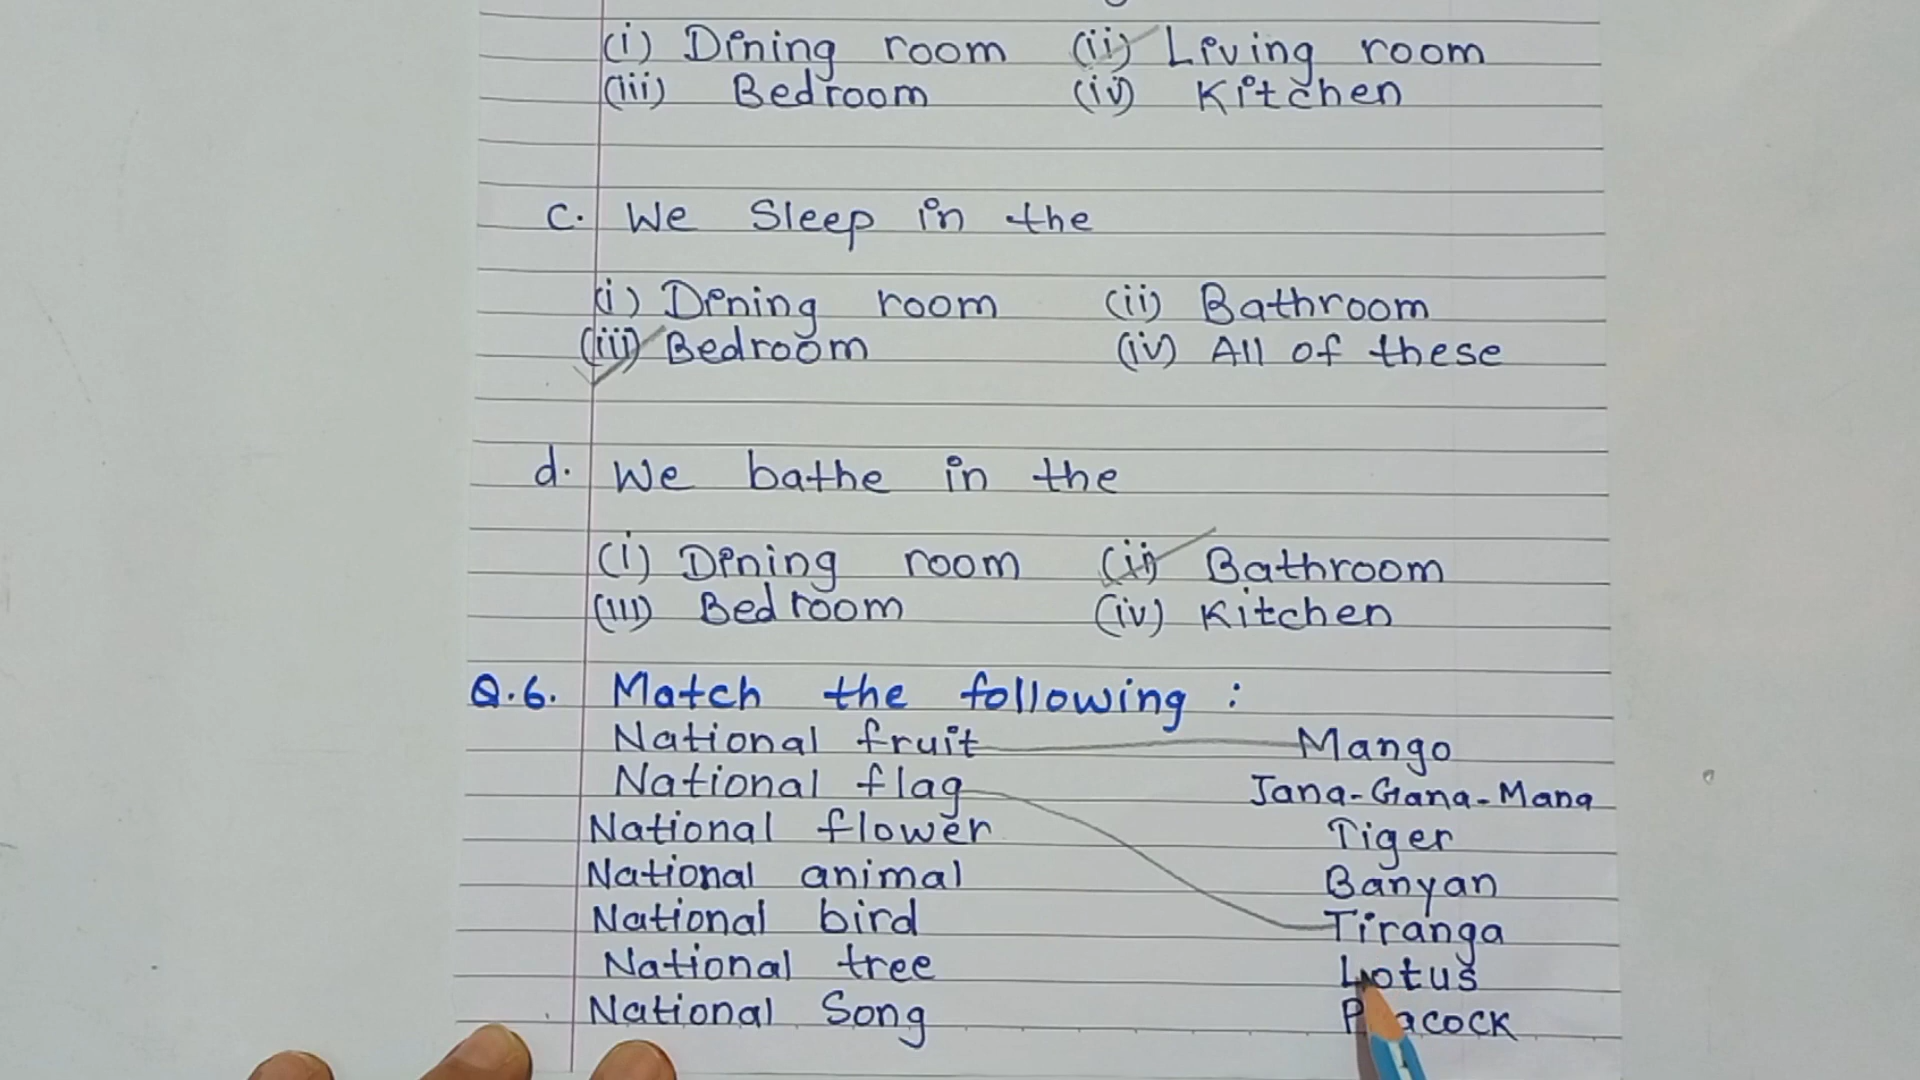 (i) Dining room (ii) Living room
(iii) Bedroom (iv) Kitchen
c. We Sleep in the
(i) Dining room (ii) Bathroom
(iii) Bedroom (iv) All of these
d. We bathe in the
(i) Dining room (ii) Bathroom
(III) Bedroom (iv) Kitchen
Q.6. Match the following :
National fruit Mango
National flag Jana-Gana-Mana
National flower Tiger
National animal Banyan
National bird Tiranga
National tree Lotus
National Song Peacock